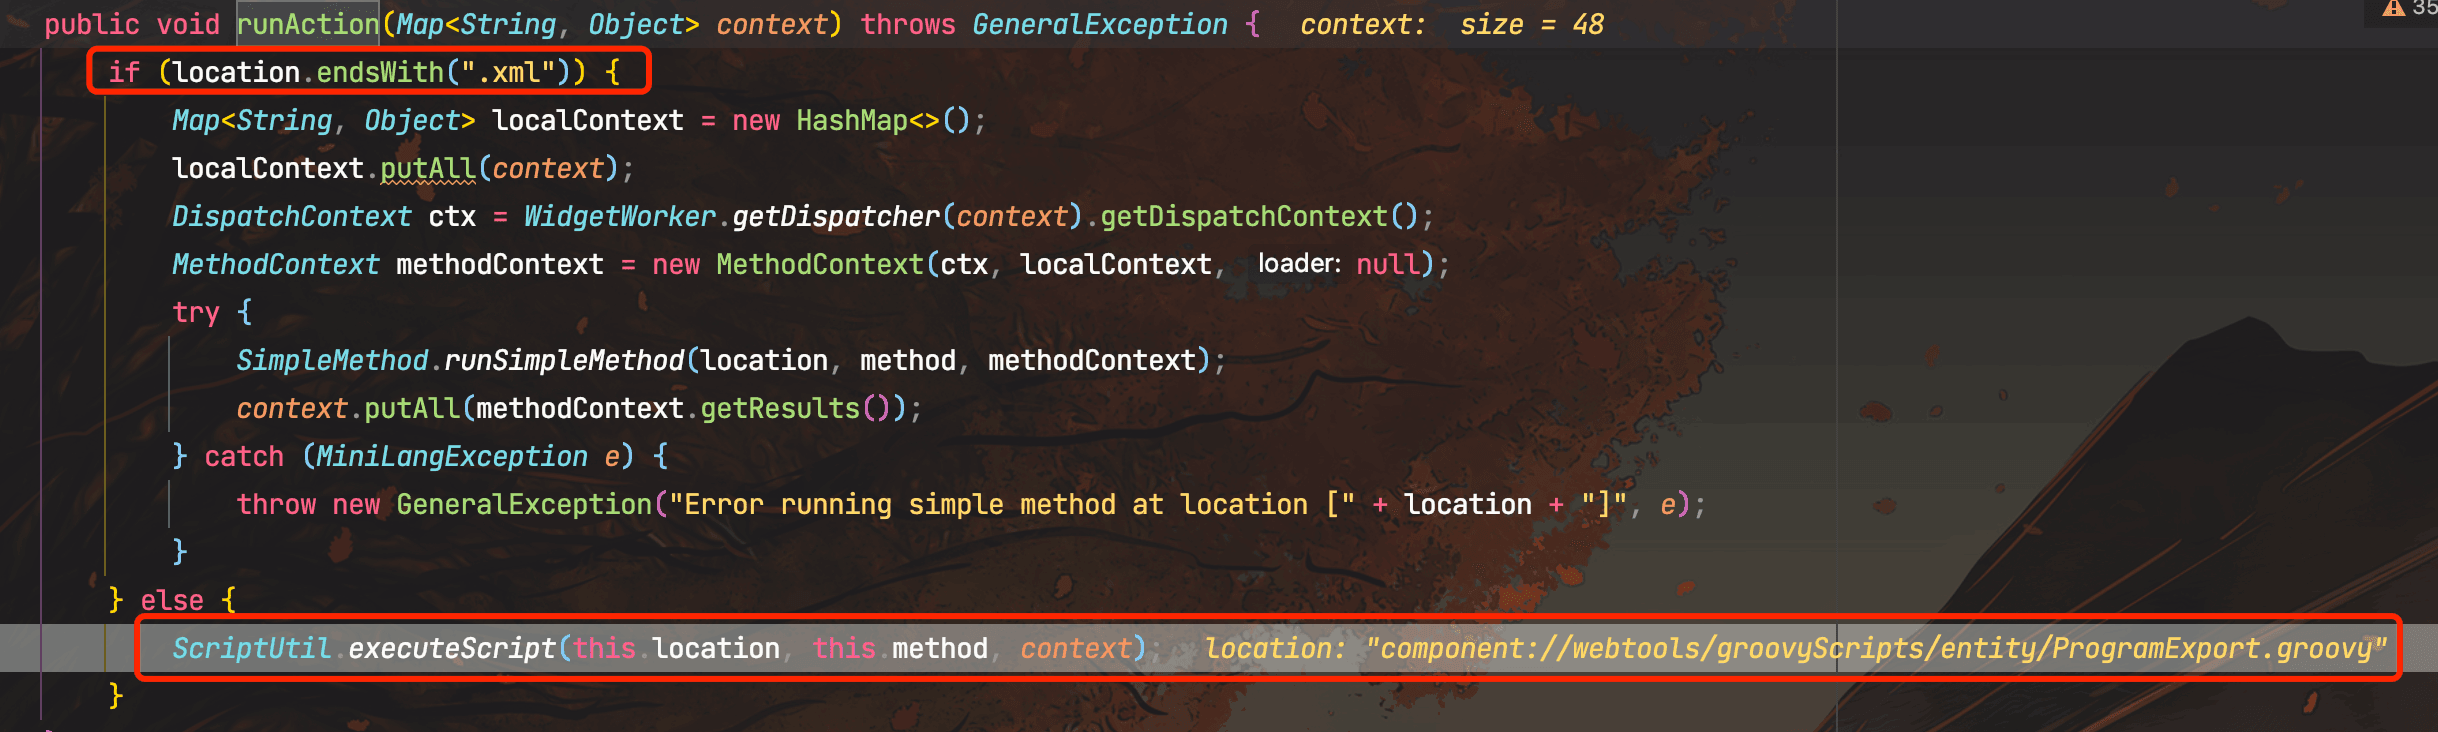 public void runAction(Map<String, Object> context) throws GeneralException {   context:  size = 48
35
if (location.endsWith(".xml")) {
Map<String, Object> localContext = new HashMap<>();
localContext.putAll(context);
DispatchContext ctx = WidgetWorker.getDispatcher(context).getDispatchContext();
MethodContext methodContext = new MethodContext(ctx, localContext, loader: null);
try {
SimpleMethod.runSimpleMethod(location, method, methodContext);
context.putAll(methodContext.getResults());
} catch (MiniLangException e) {
throw new GeneralException("Error running simple method at location [" + location + "]", e);
}
} else {
ScriptUtil.executeScript(this.location, this.method, context);   location: "component://webtools/groovyScripts/entity/ProgramExport.groovy"
}